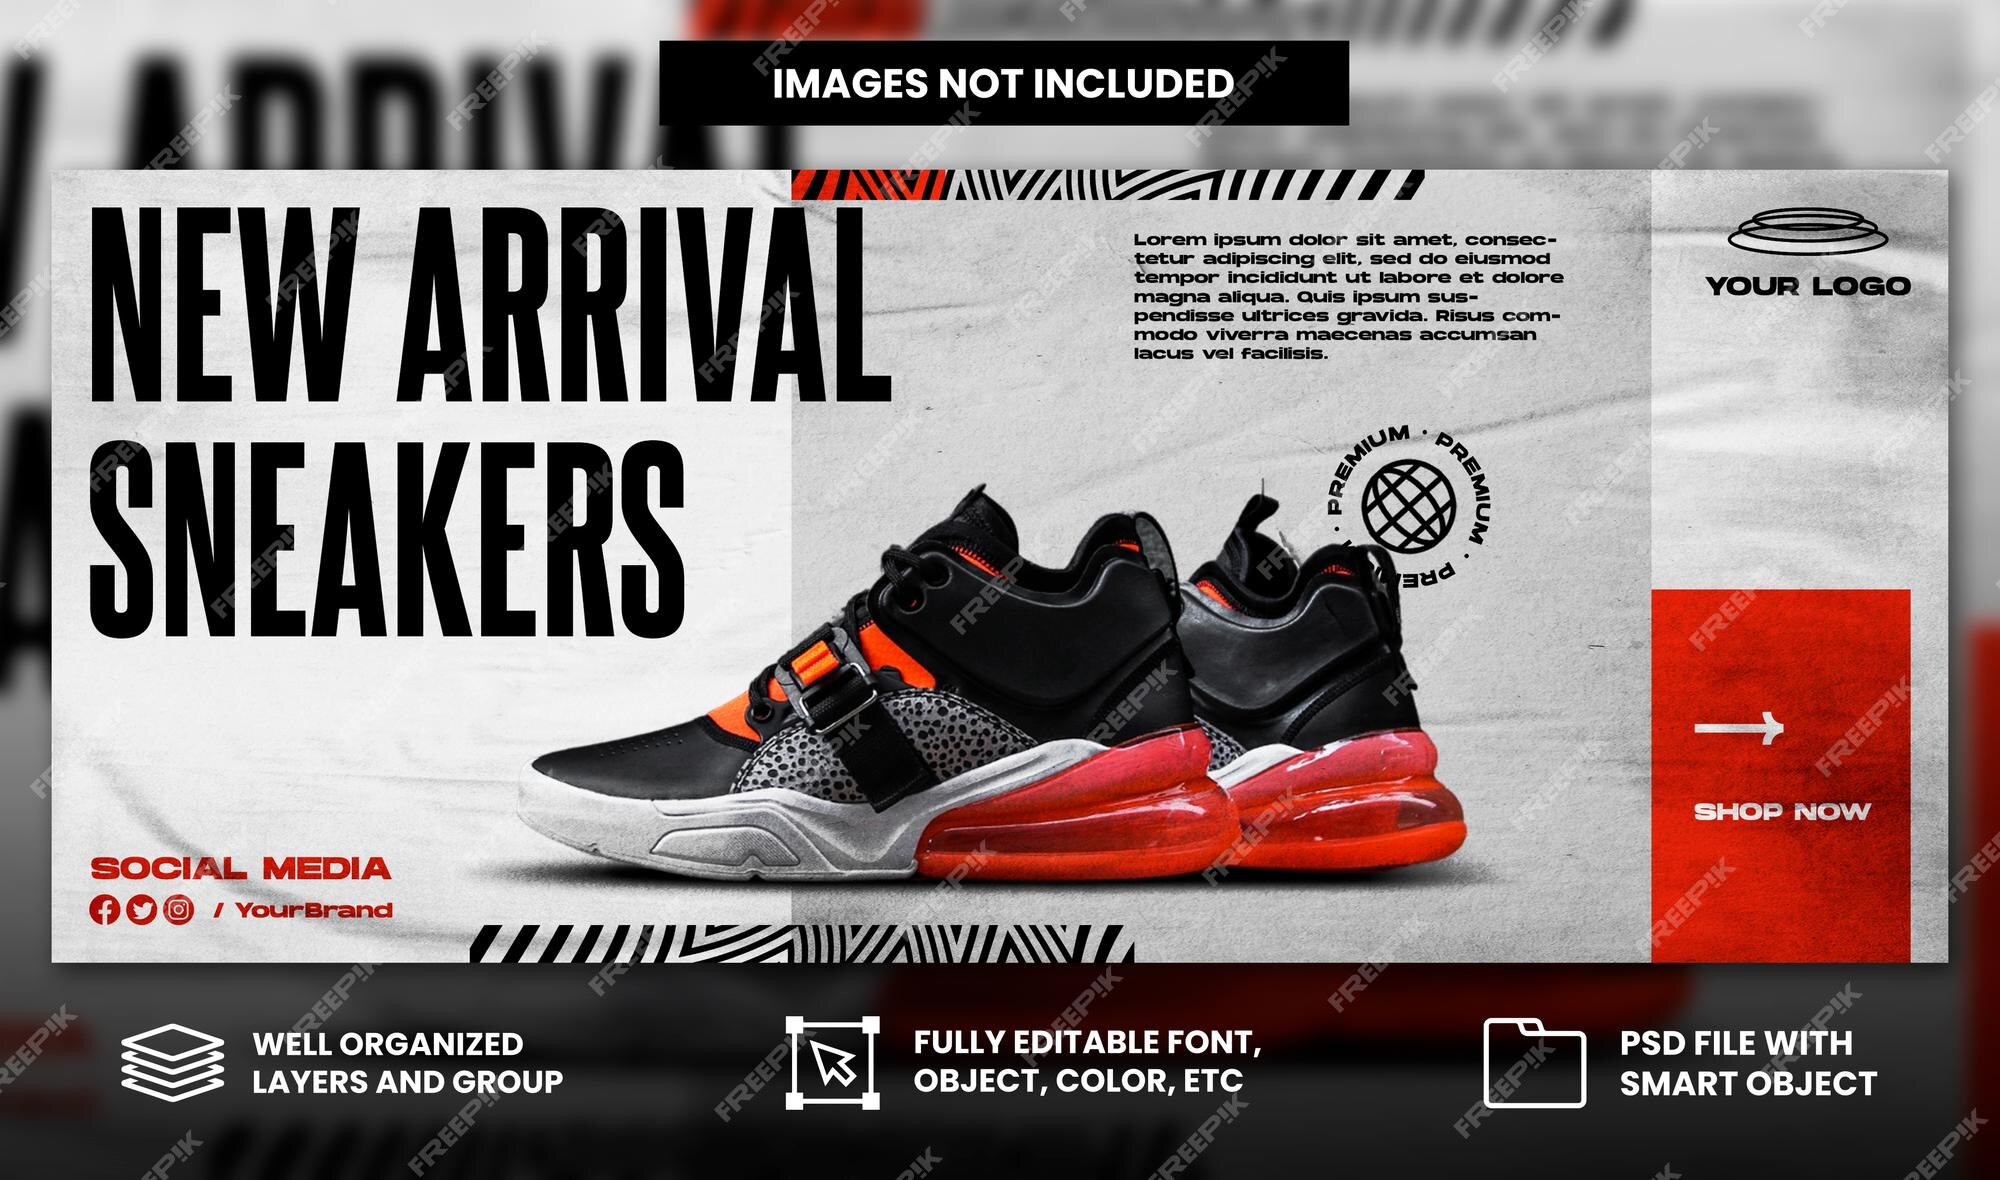 IMAGES NOT INCLUDED
NEW ARRIVAL
SNEAKERS
Lorem ipsum dolor sit amet, consec-
tetur adipiscing elit, sed do eiusmod
tempor incididunt ut labore et dolore
magna aliqua. Quis ipsum sus-
pendisse ultrices gravida. Risus com-
modo viverra maecenas accumsan
lacus vel facilisis.
YOUR LOGO
PREMIUM · PREMIUM ·
SHOP NOW
SOCIAL MEDIA
/ YourBrand
WELL ORGANIZED
LAYERS AND GROUP
FULLY EDITABLE FONT,
OBJECT, COLOR, ETC
PSD FILE WITH
SMART OBJECT
FREEPIK